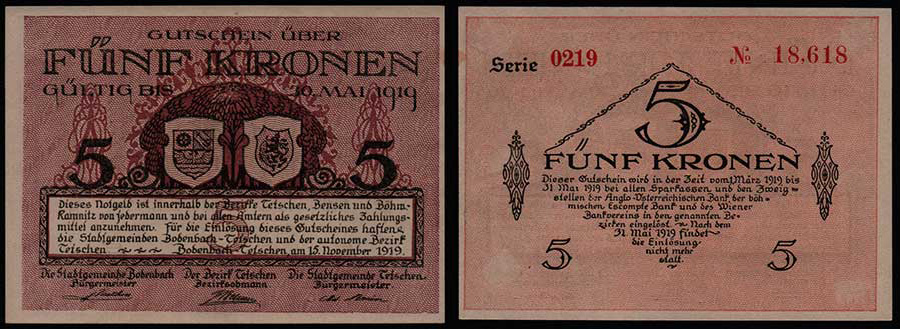 GUTSCHEIN ÜBER
FÜNF KRONEN
GÜLTIG BIS 10. MAI 1919
5 5
Dieses Notgeld ist innerhalb der Bezirke Tetschen, Bensen und Böhm.
Kamnitz von jedermann und bei allen Ämtern als gesetzliches Zahlungs-
mittel anzunehmen. Für die Einlösung dieses Gutscheines haften
die Stadtgemeinden Bodenbach-Tetschen und der autonome Bezirk
Tetschen Bodenbach-Tetschen, am 15. November 1919.
Die Stadtgemeinde Bodenbach Der Bezirk Tetschen Die Stadtgemeinde Tetschen
Bürgermeister Bezirksobmann Bürgermeister
Serie 0219 № 18,618
5
FÜNF KRONEN
Dieser Gutschein wird in der Zeit vom 1. März 1919 bis
31. Mai 1919 bei allen Sparkassen und den Zweig-
stellen der Anglo-Österreichischen Bank der böh-
mischen Escompte Bank und des Wiener
Bankvereins in den genannten Be-
zirken eingelöst. Nach dem
31. Mai 1919 findet
die Einlösung
nicht mehr
statt.
5 5